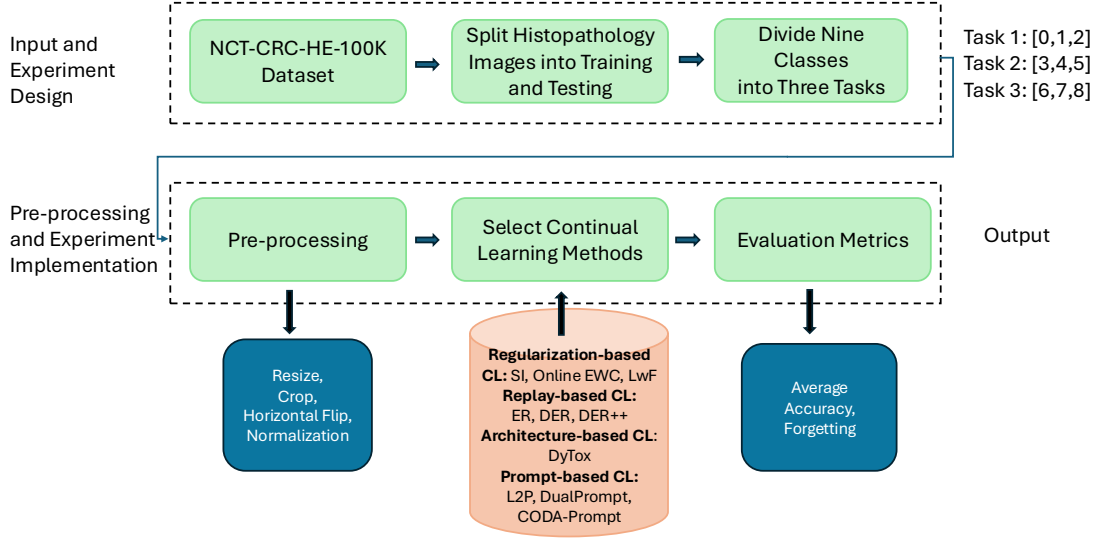 Input and
Experiment
Design
NCT-CRC-HE-100K
Dataset
Split Histopathology
Images into Training
and Testing
Divide Nine
Classes
into Three Tasks
Task 1: [0,1,2]
Task 2: [3,4,5]
Task 3: [6,7,8]
Pre-processing
and Experiment
Implementation
Pre-processing
Select Continual
Learning Methods
Evaluation Metrics
Output
Resize,
Crop,
Horizontal Flip,
Normalization
Regularization-based
CL: SI, Online EWC, LwF
Replay-based CL:
ER, DER, DER++
Architecture-based CL:
DyTox
Prompt-based CL:
L2P, DualPrompt,
CODA-Prompt
Average
Accuracy,
Forgetting